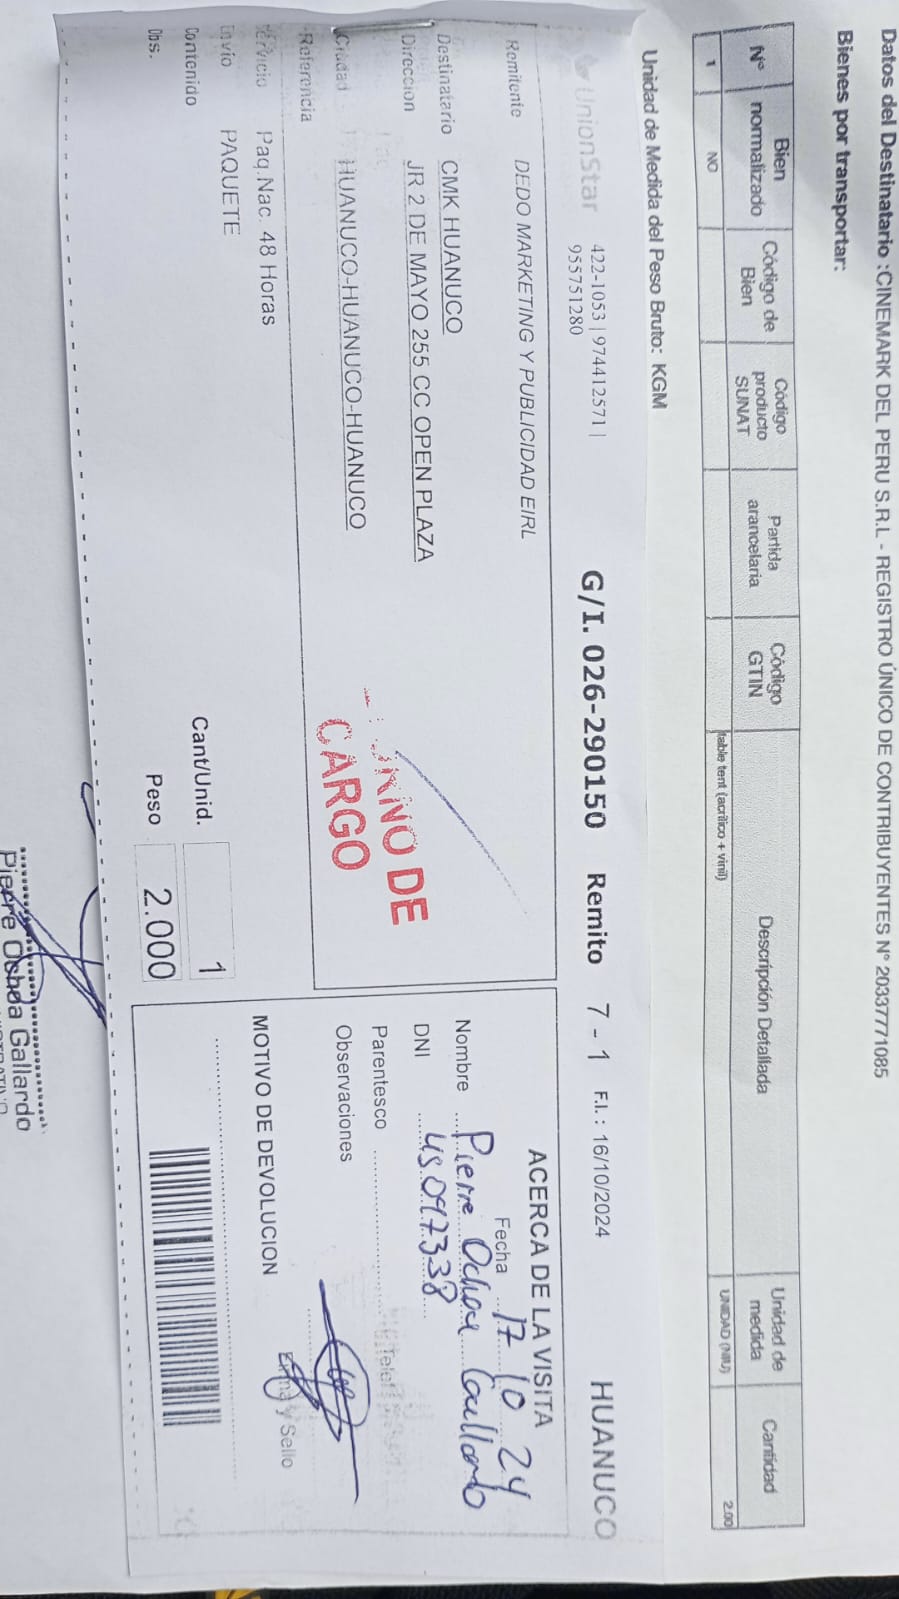 Datos del Destinatario :CINEMARK DEL PERU S.R.L - REGISTRO ÚNICO DE CONTRIBUYENTES N° 20337771085
Bienes por transportar:
N° Bien normalizado Código de Bien Código producto SUNAT Partida arancelaria Código GTIN Descripción Detallada Unidad de medida Cantidad
1 NO table tent (acrílico + vinil) UNIDAD (NIU) 2.00
Unidad de Medida del Peso Bruto: KGM
UnionStar 422-1053 | 974412571 | 955751280 G/I. 026-290150 Remito 7 - 1 F.I. : 16/10/2024 HUANUCO
Remitente DEDO MARKETING Y PUBLICIDAD EIRL
Destinatario CMK HUANUCO
Dirección JR 2 DE MAYO 255 CC OPEN PLAZA
Ciudad HUANUCO-HUANUCO-HUANUCO
Referencia
Servicio Paq.Nac. 48 Horas
Envío PAQUETE
Contenido
Obs.
DE
CARGO
Cant/Unid. 1
Peso 2.000
ACERCA DE LA VISITA
Fecha 17 10 24
Nombre Pierre Ochoa Gallardo
DNI 45097338
Parentesco
Observaciones
MOTIVO DE DEVOLUCION
Firma y Sello
Pierre Ochoa Gallardo